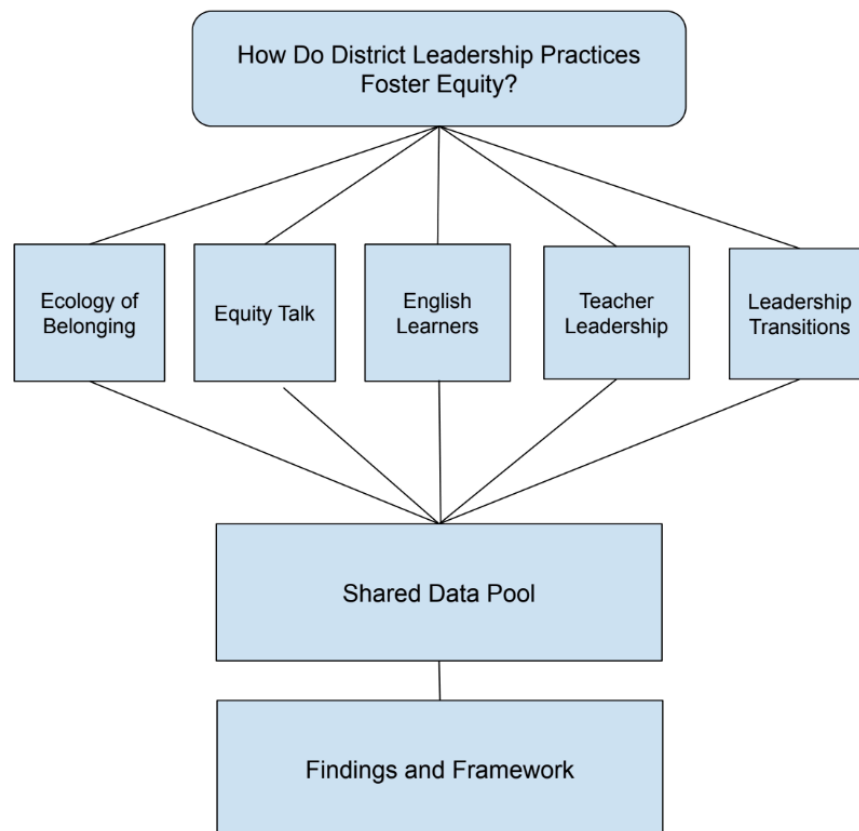 How Do District Leadership Practices
Foster Equity?
Ecology of
Belonging
Equity Talk
English
Learners
Teacher
Leadership
Leadership
Transitions
Shared Data Pool
Findings and Framework